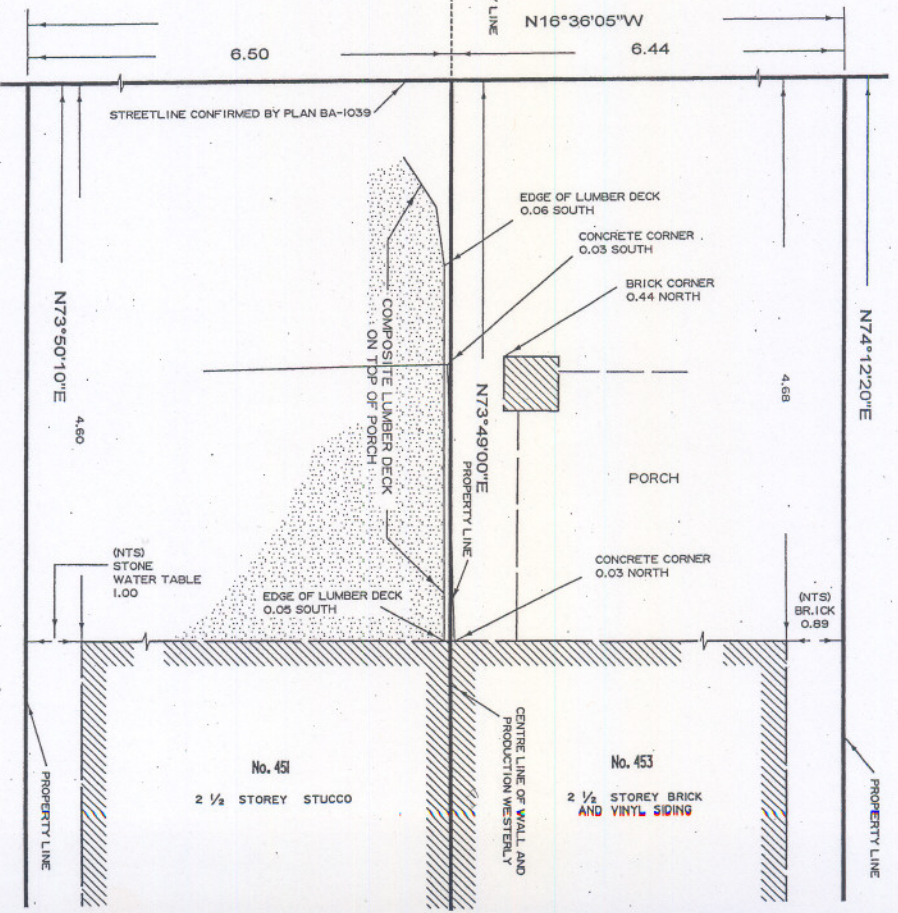 LINE
N16°36'05"W
6.50
6.44
STREETLINE CONFIRMED BY PLAN BA-1039
EDGE OF LUMBER DECK
0.06 SOUTH
CONCRETE CORNER
0.03 SOUTH
BRICK CORNER
0.44 NORTH
N73°50'10"E
4.60
COMPOSITE LUMBER DECK
ON TOP OF PORCH
N73°49'00"E
PROPERTY LINE
4.68
N74°12'20"E
PORCH
(NTS)
STONE
WATER TABLE
1.00
EDGE OF LUMBER DECK
0.05 SOUTH
CONCRETE CORNER
0.03 NORTH
(NTS)
BRICK
0.89
PROPERTY LINE
No. 451
2 ½ STOREY STUCCO
CENTRE LINE OF WALL AND
PRODUCTION WESTERLY
No. 453
2 ½ STOREY BRICK
AND VINYL SIDING
PROPERTY LINE